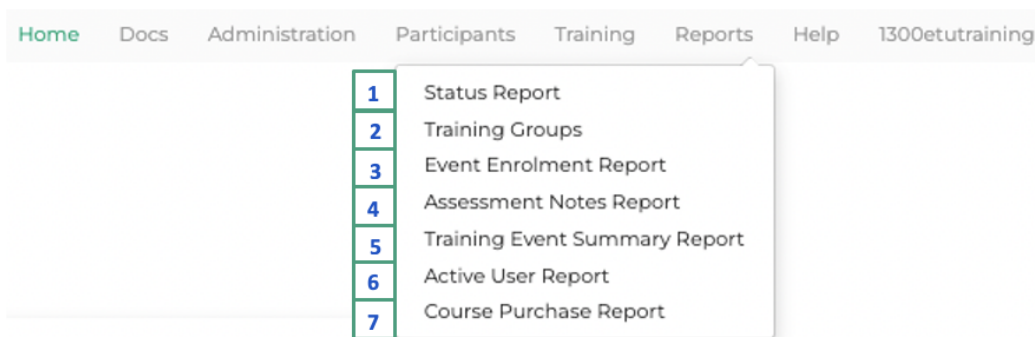 Home Docs Administration Participants Training Reports Help 1300etutraining
1 Status Report
2 Training Groups
3 Event Enrolment Report
4 Assessment Notes Report
5 Training Event Summary Report
6 Active User Report
7 Course Purchase Report